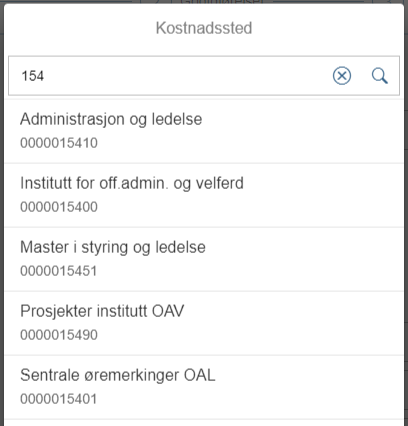 Kostnadssted
154
Administrasjon og ledelse
0000015410
Institutt for off.admin. og velferd
0000015400
Master i styring og ledelse
0000015451
Prosjekter institutt OAV
0000015490
Sentrale øremerkinger OAL
0000015401